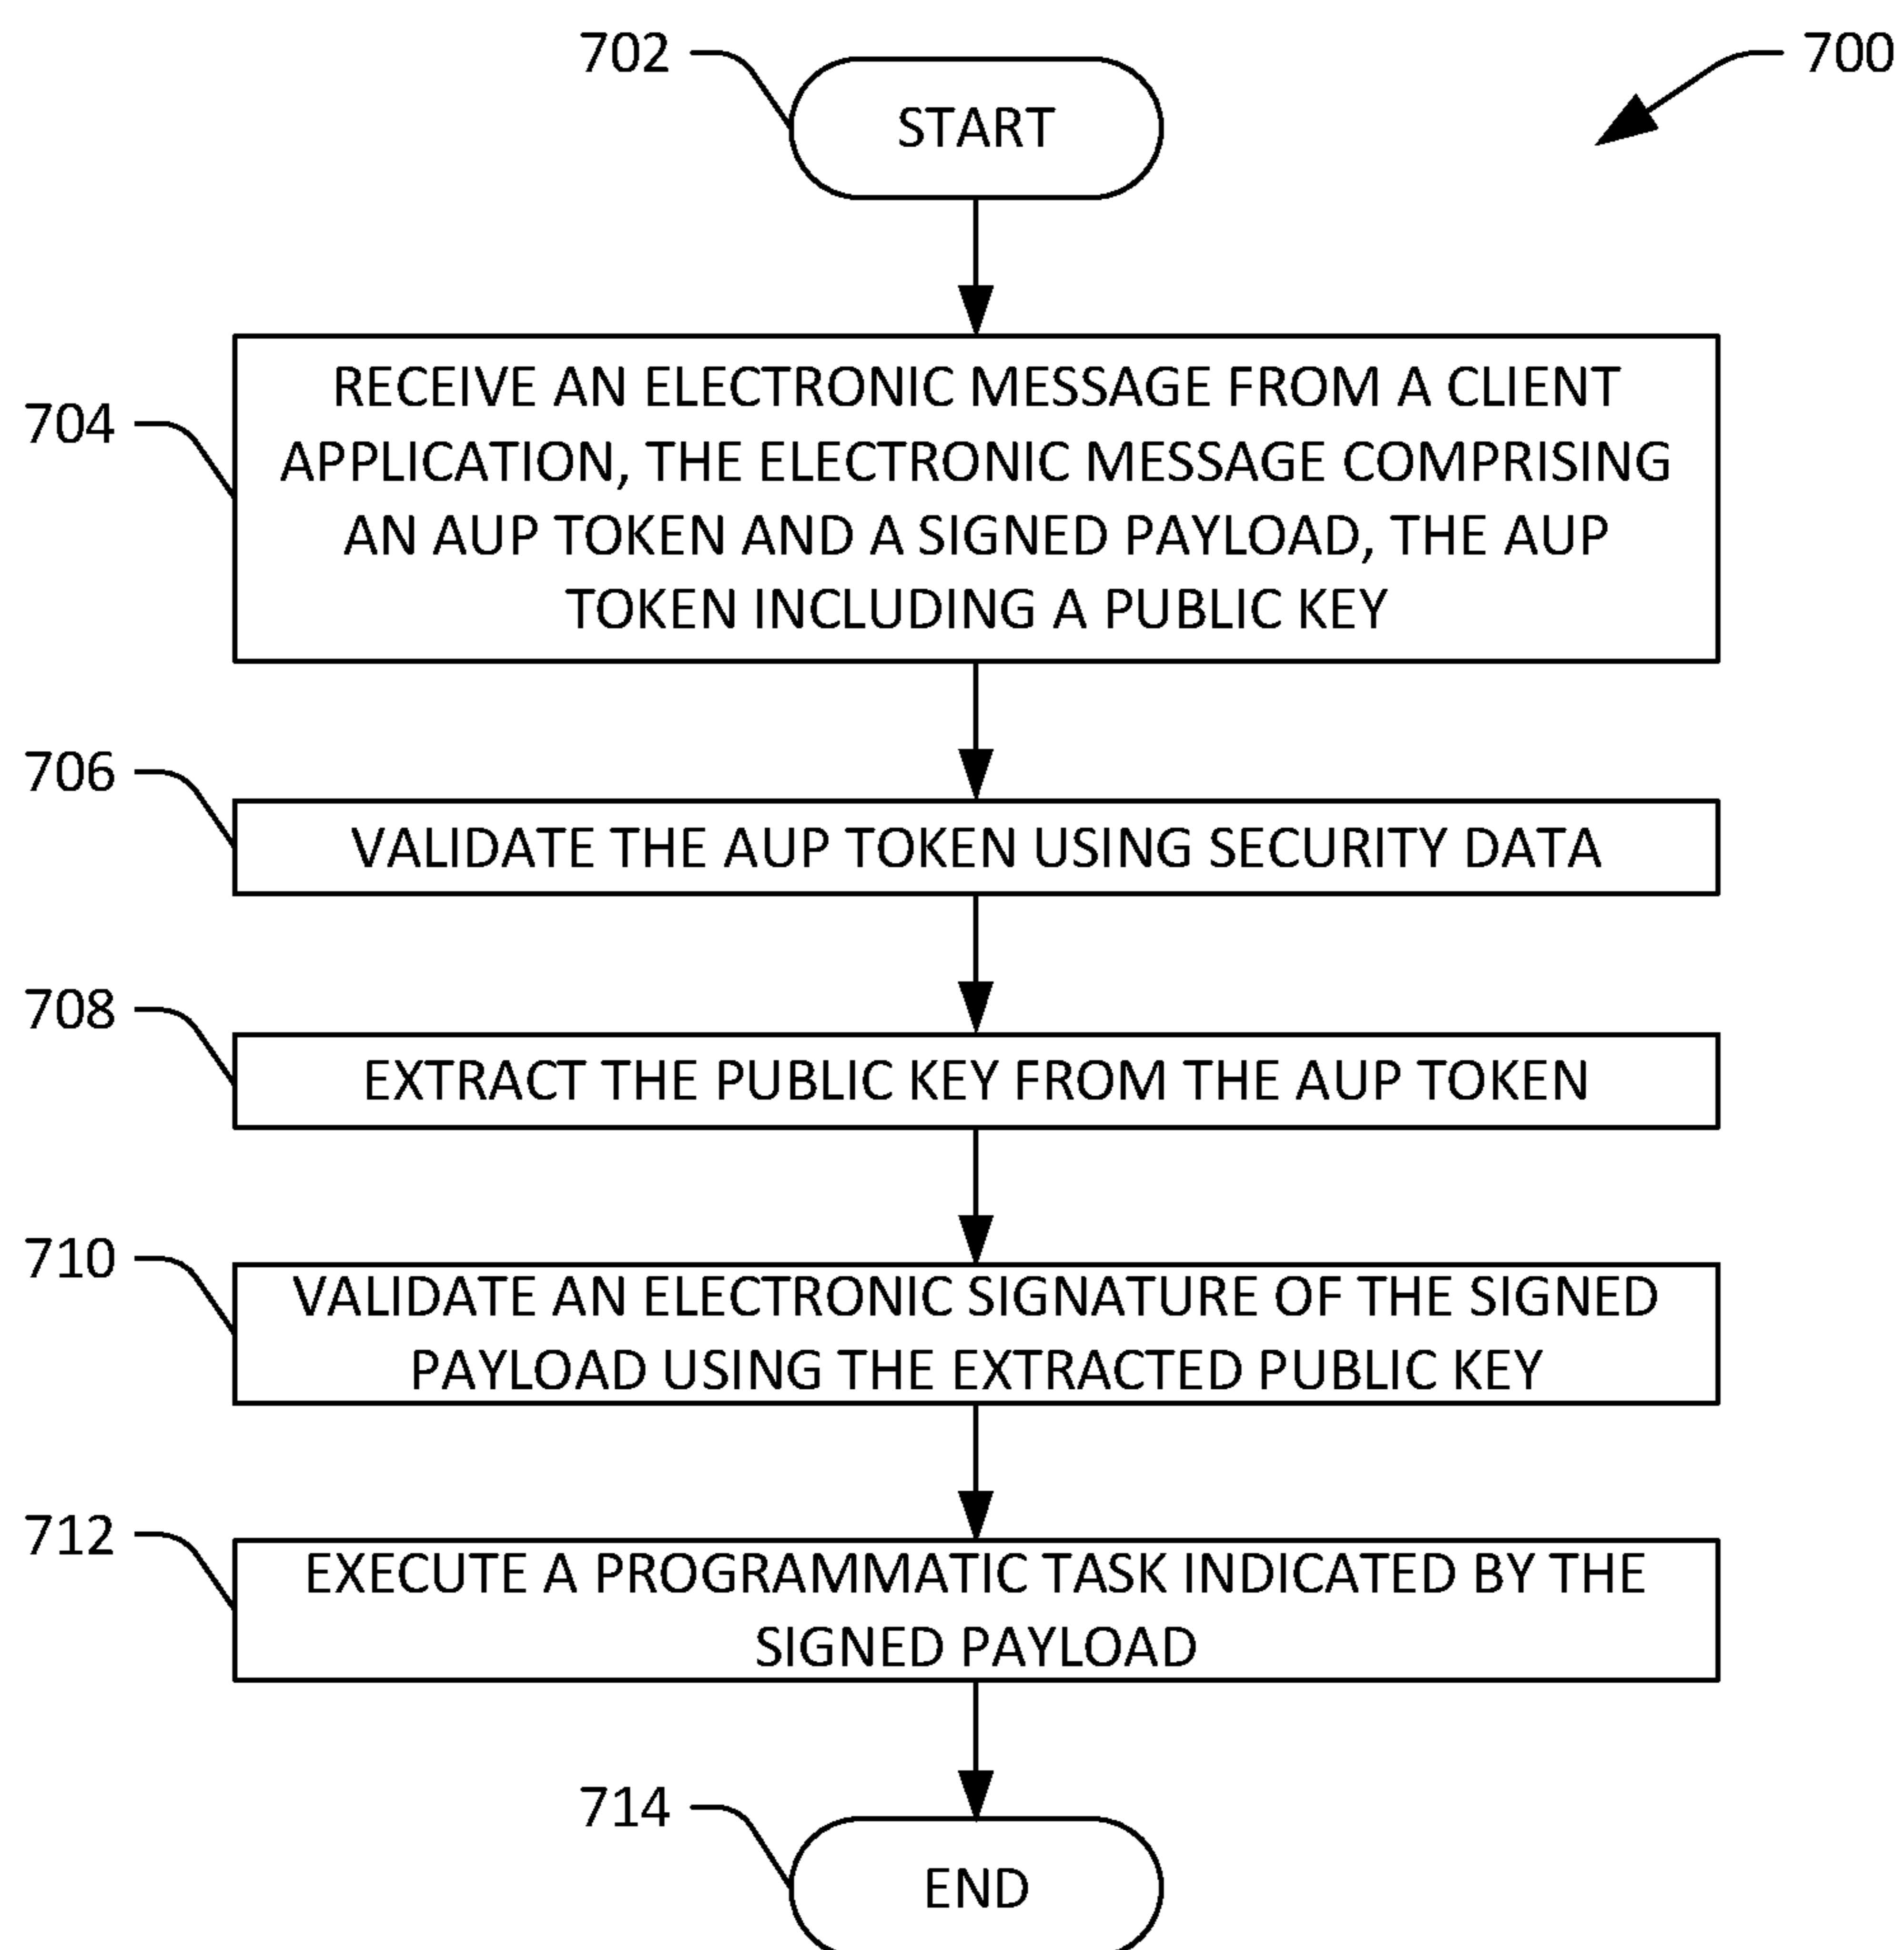 702
700
START
704
RECEIVE AN ELECTRONIC MESSAGE FROM A CLIENT
APPLICATION, THE ELECTRONIC MESSAGE COMPRISING
AN AUP TOKEN AND A SIGNED PAYLOAD, THE AUP
TOKEN INCLUDING A PUBLIC KEY
706
VALIDATE THE AUP TOKEN USING SECURITY DATA
708
EXTRACT THE PUBLIC KEY FROM THE AUP TOKEN
710
VALIDATE AN ELECTRONIC SIGNATURE OF THE SIGNED
PAYLOAD USING THE EXTRACTED PUBLIC KEY
712
EXECUTE A PROGRAMMATIC TASK INDICATED BY THE
SIGNED PAYLOAD
714
END